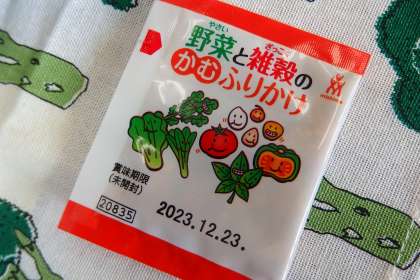 やさい ざっこく
野菜と雑穀の
かむふりかけ
賞味期限
(未開封)
20835
2023.12.23.